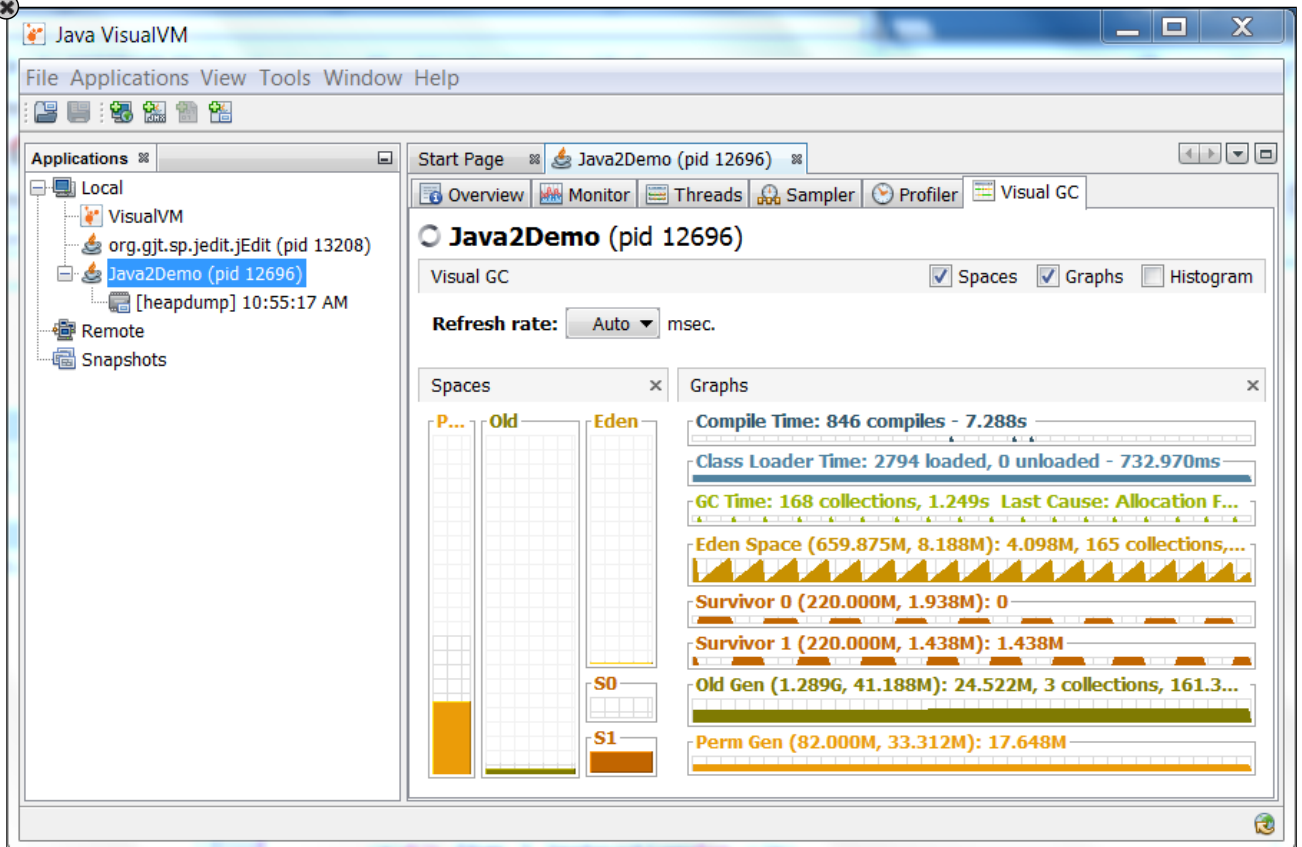 Java VisualVM
File Applications View Tools Window Help
Applications
Local
VisualVM
org.gjt.sp.jedit.jEdit (pid 13208)
Java2Demo (pid 12696)
[heapdump] 10:55:17 AM
Remote
Snapshots
Start Page Java2Demo (pid 12696)
Overview Monitor Threads Sampler Profiler Visual GC
Java2Demo (pid 12696)
Visual GC Spaces Graphs Histogram
Refresh rate: Auto msec.
Spaces
P... Old Eden
S0
S1
Graphs
Compile Time: 846 compiles - 7.288s
Class Loader Time: 2794 loaded, 0 unloaded - 732.970ms
GC Time: 168 collections, 1.249s Last Cause: Allocation F...
Eden Space (659.875M, 8.188M): 4.098M, 165 collections,...
Survivor 0 (220.000M, 1.938M): 0
Survivor 1 (220.000M, 1.438M): 1.438M
Old Gen (1.289G, 41.188M): 24.522M, 3 collections, 161.3...
Perm Gen (82.000M, 33.312M): 17.648M